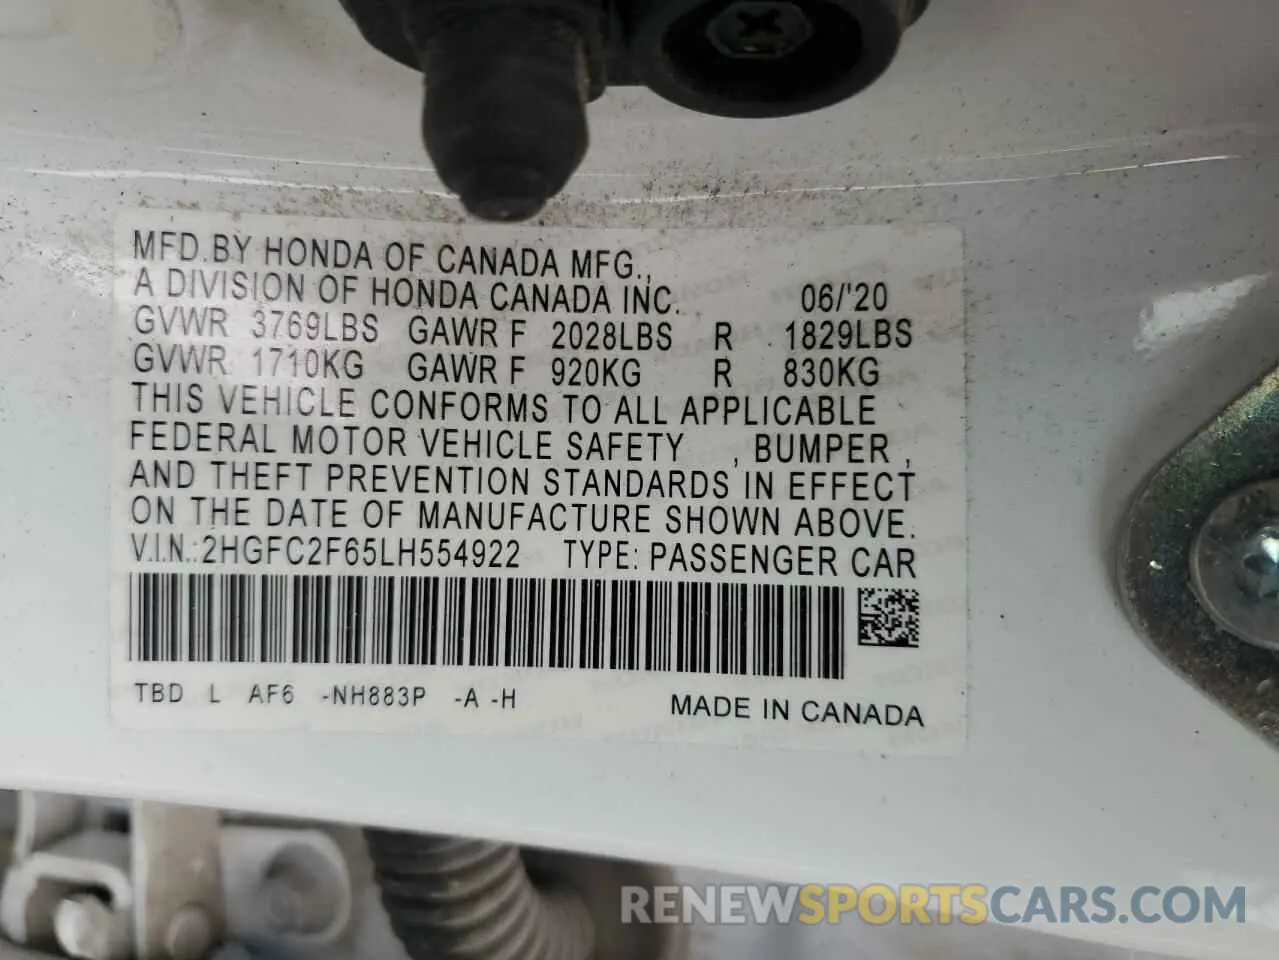 MFD.BY HONDA OF CANADA MFG.,
A DIVISION OF HONDA CANADA INC. 06/'20
GVWR 3769LBS GAWR F 2028LBS R 1829LBS
GVWR 1710KG GAWR F 920KG R 830KG
THIS VEHICLE CONFORMS TO ALL APPLICABLE
FEDERAL MOTOR VEHICLE SAFETY , BUMPER ,
AND THEFT PREVENTION STANDARDS IN EFFECT
ON THE DATE OF MANUFACTURE SHOWN ABOVE.
V.I.N.:2HGFC2F65LH554922 TYPE: PASSENGER CAR
TBD L AF6 -NH883P -A -H MADE IN CANADA
RENEWSPORTSCARS.COM